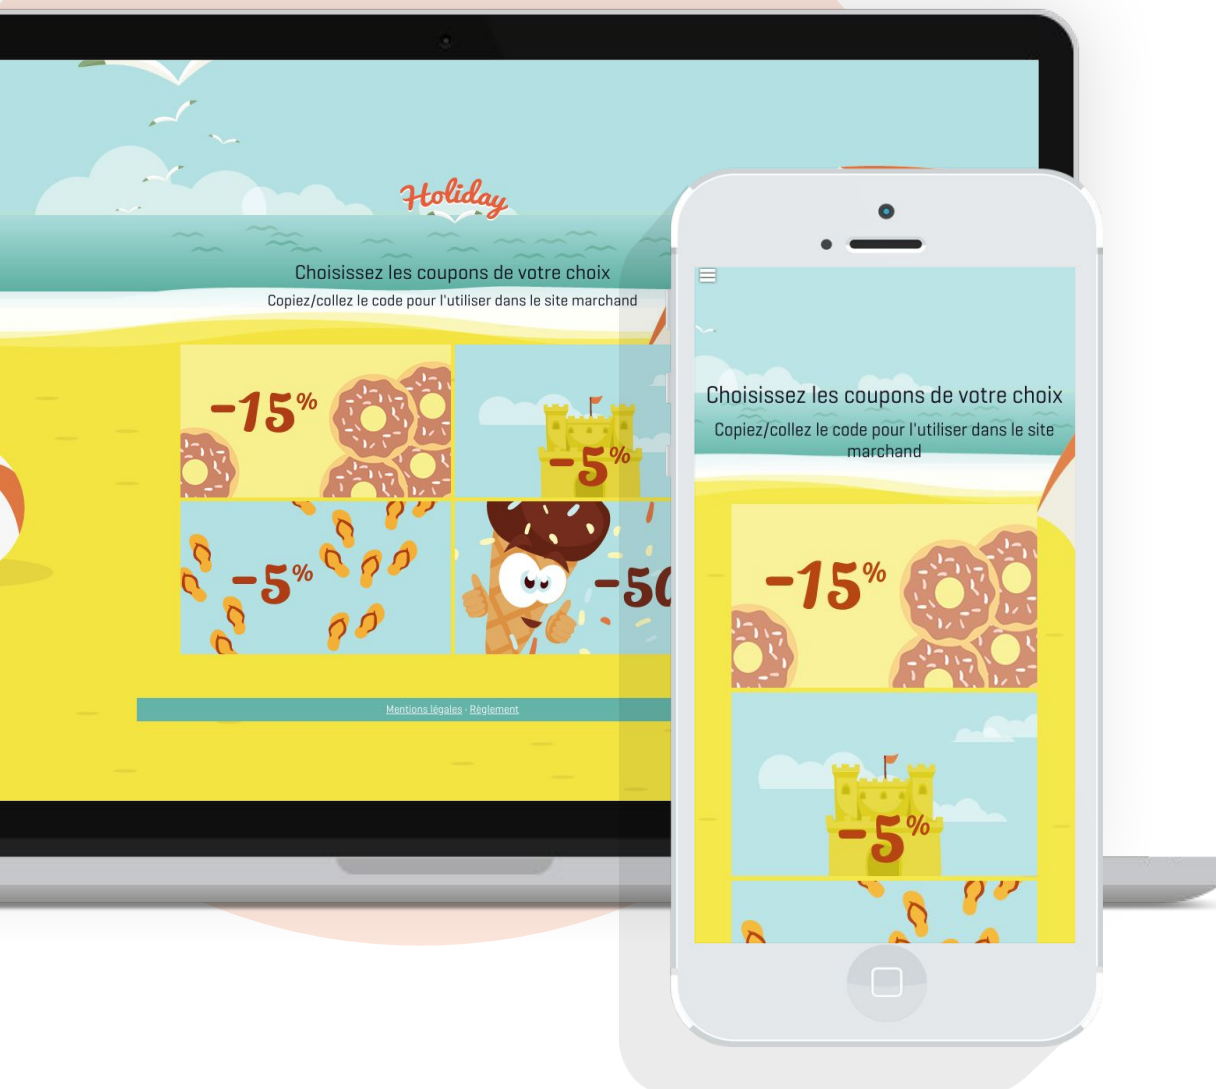 Holiday
Choisissez les coupons de votre choix
Copiez/collez le code pour l'utiliser dans le site marchand
-15%
-5%
-5%
-50
Mentions légales - Règlement
Choisissez les coupons de votre choix
Copiez/collez le code pour l'utiliser dans le site
marchand
-15%
-5%